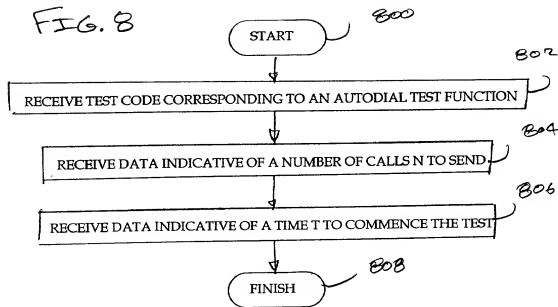 FIG. 8
START
800
802
RECEIVE TEST CODE CORRESPONDING TO AN AUTODIAL TEST FUNCTION
804
RECEIVE DATA INDICATIVE OF A NUMBER OF CALLS N TO SEND
806
RECEIVE DATA INDICATIVE OF A TIME T TO COMMENCE THE TEST
808
FINISH